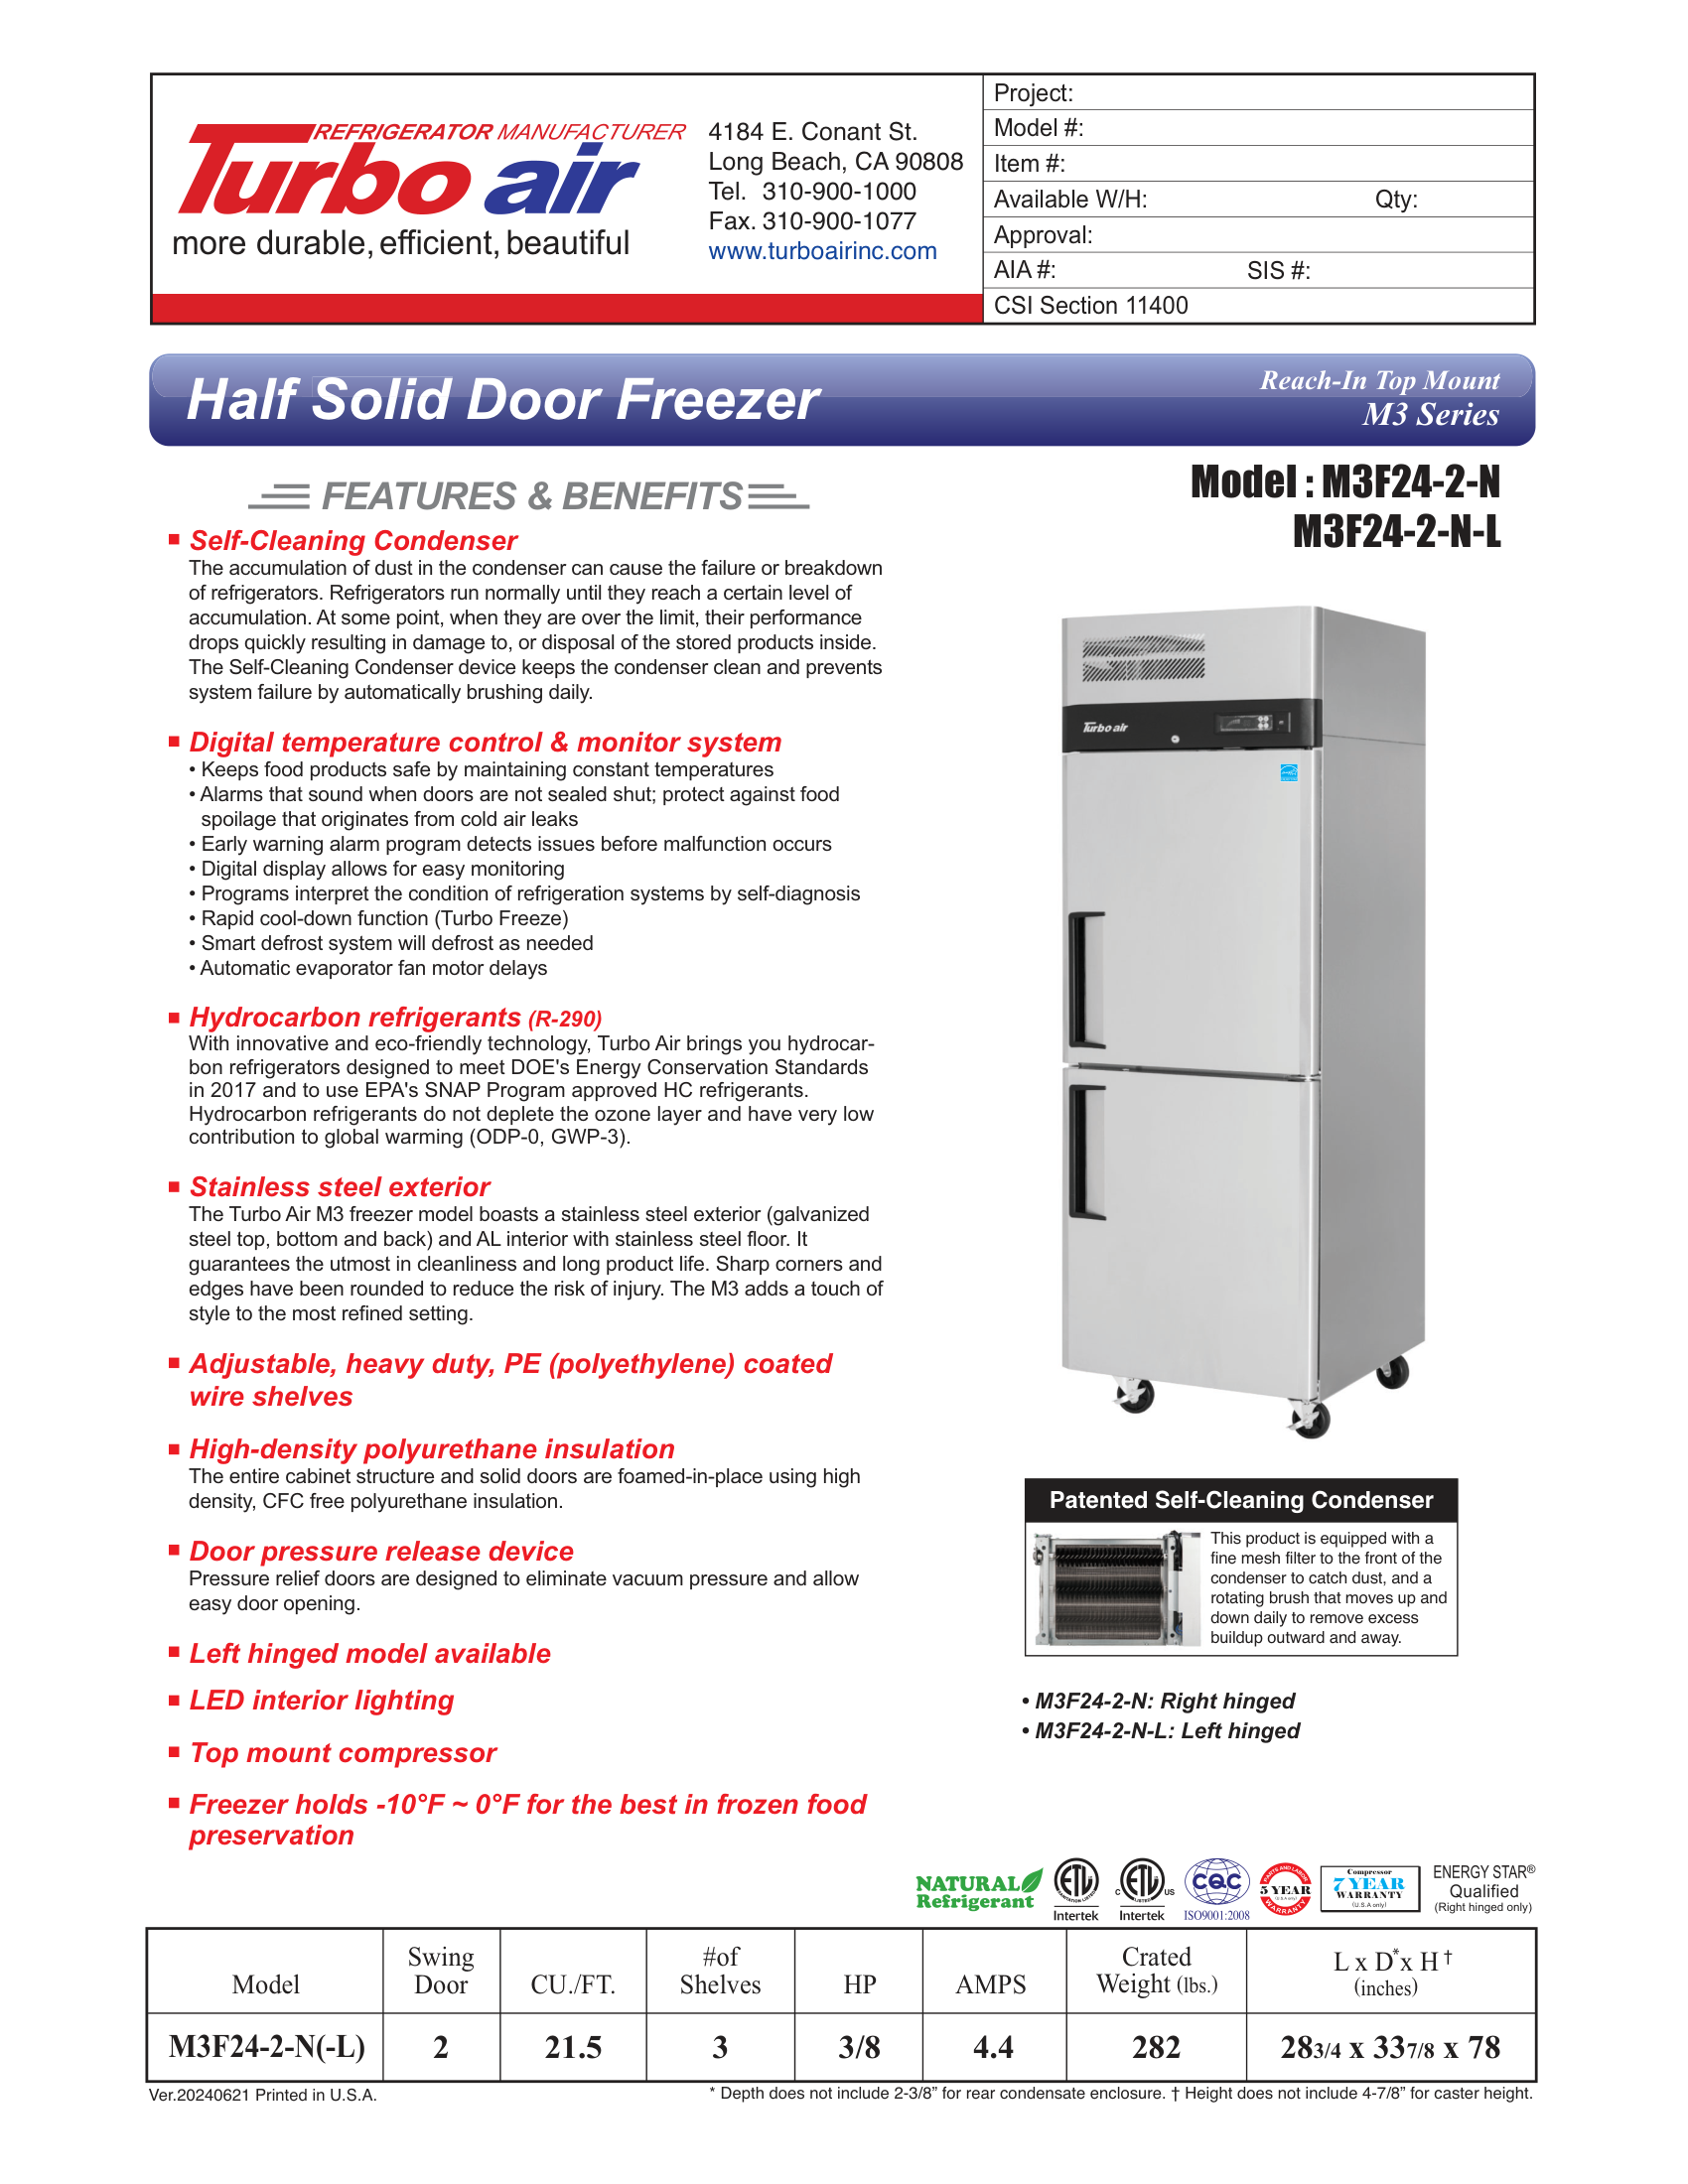 REFRIGERATOR MANUFACTURER
Turbo air
more durable, efficient, beautiful
4184 E. Conant St.
Long Beach, CA 90808
Tel. 310-900-1000
Fax. 310-900-1077
www.turboairinc.com
Project:
Model #:
Item #:
Available W/H: Qty:
Approval:
AIA #: SIS #:
CSI Section 11400
Half Solid Door Freezer
Reach-In Top Mount
M3 Series
FEATURES & BENEFITS
Model : M3F24-2-N
M3F24-2-N-L
Self-Cleaning Condenser
The accumulation of dust in the condenser can cause the failure or breakdown
of refrigerators. Refrigerators run normally until they reach a certain level of
accumulation. At some point, when they are over the limit, their performance
drops quickly resulting in damage to, or disposal of the stored products inside.
The Self-Cleaning Condenser device keeps the condenser clean and prevents
system failure by automatically brushing daily.
Digital temperature control & monitor system
• Keeps food products safe by maintaining constant temperatures
• Alarms that sound when doors are not sealed shut; protect against food
spoilage that originates from cold air leaks
• Early warning alarm program detects issues before malfunction occurs
• Digital display allows for easy monitoring
• Programs interpret the condition of refrigeration systems by self-diagnosis
• Rapid cool-down function (Turbo Freeze)
• Smart defrost system will defrost as needed
• Automatic evaporator fan motor delays
Hydrocarbon refrigerants (R-290)
With innovative and eco-friendly technology, Turbo Air brings you hydrocar-
bon refrigerators designed to meet DOE's Energy Conservation Standards
in 2017 and to use EPA's SNAP Program approved HC refrigerants.
Hydrocarbon refrigerants do not deplete the ozone layer and have very low
contribution to global warming (ODP-0, GWP-3).
Stainless steel exterior
The Turbo Air M3 freezer model boasts a stainless steel exterior (galvanized
steel top, bottom and back) and AL interior with stainless steel floor. It
guarantees the utmost in cleanliness and long product life. Sharp corners and
edges have been rounded to reduce the risk of injury. The M3 adds a touch of
style to the most refined setting.
Adjustable, heavy duty, PE (polyethylene) coated
wire shelves
High-density polyurethane insulation
The entire cabinet structure and solid doors are foamed-in-place using high
density, CFC free polyurethane insulation.
Door pressure release device
Pressure relief doors are designed to eliminate vacuum pressure and allow
easy door opening.
Left hinged model available
LED interior lighting
Top mount compressor
Freezer holds -10°F ~ 0°F for the best in frozen food
preservation
Turbo air
Patented Self-Cleaning Condenser
This product is equipped with a
fine mesh filter to the front of the
condenser to catch dust, and a
rotating brush that moves up and
down daily to remove excess
buildup outward and away.
• M3F24-2-N: Right hinged
• M3F24-2-N-L: Left hinged
NATURAL
Refrigerant
ETL
SANITATION LISTED
Intertek
C ETL US
LISTED
Intertek
CQC
ISO9001:2008
PARTS AND LABOR
5 YEAR
(U.S.A only)
WARRANTY
Compressor
7 YEAR
WARRANTY
(U.S.A only)
ENERGY STAR®
Qualified
(Right hinged only)
Model Swing Door CU./FT. #of Shelves HP AMPS Crated Weight (lbs.) L x D* x H † (inches)
M3F24-2-N(-L) 2 21.5 3 3/8 4.4 282 28 3/4 x 33 7/8 x 78
Ver.20240621 Printed in U.S.A.
* Depth does not include 2-3/8” for rear condensate enclosure. † Height does not include 4-7/8” for caster height.